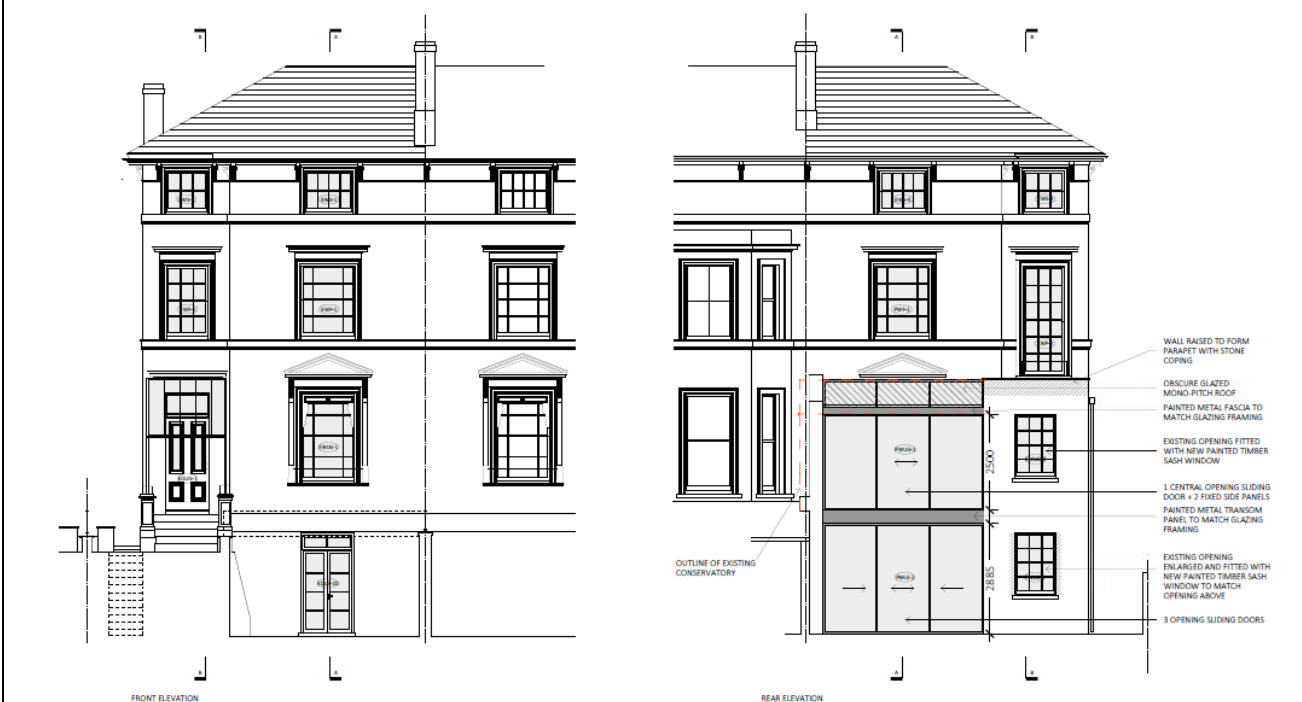 B
A
A
B
WALL RAISED TO FORM
PARAPET WITH STONE
COPING
OBSCURE GLAZED
MONO-PITCH ROOF
PAINTED METAL FASCIA TO
MATCH GLAZING FRAMING
EXISTING OPENING FITTED
WITH NEW PAINTED TIMBER
SASH WINDOW
1 CENTRAL OPENING SLIDING
DOOR + 2 FIXED SIDE PANELS
PAINTED METAL TRANSOM
PANEL TO MATCH GLAZING
FRAMING
EXISTING OPENING
ENLARGED AND FITTED WITH
NEW PAINTED TIMBER SASH
WINDOW TO MATCH
OPENING ABOVE
3 OPENING SLIDING DOORS
2500
2885
OUTLINE OF EXISTING
CONSERVATORY
B
A
A
B
FRONT ELEVATION
REAR ELEVATION